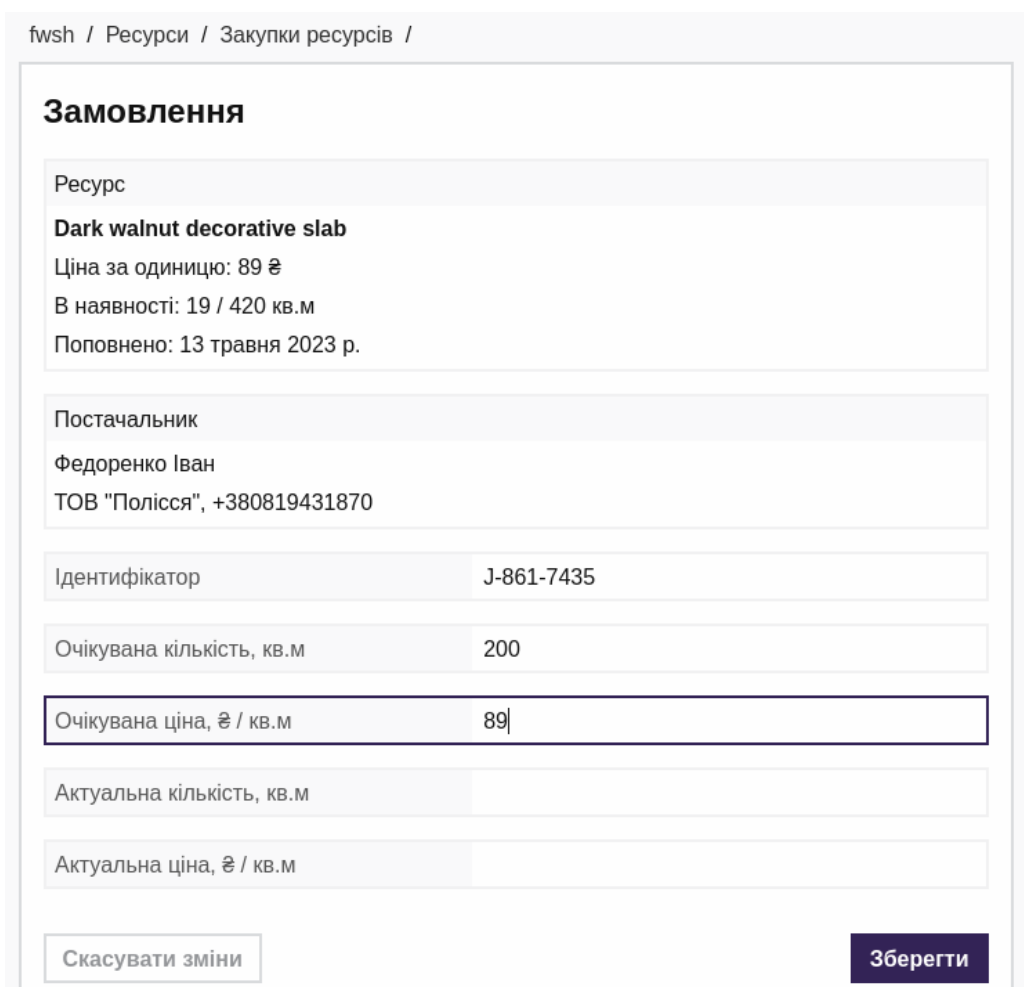 fwsh / Ресурси / Закупки ресурсів /
Замовлення
Ресурс
Dark walnut decorative slab
Ціна за одиницю: 89 ₴
В наявності: 19 / 420 кв.м
Поповнено: 13 травня 2023 р.
Постачальник
Федоренко Іван
ТОВ "Полісся", +380819431870
Ідентифікатор J-861-7435
Очікувана кількість, кв.м 200
Очікувана ціна, ₴ / кв.м 89
Актуальна кількість, кв.м
Актуальна ціна, ₴ / кв.м
Скасувати зміни Зберегти